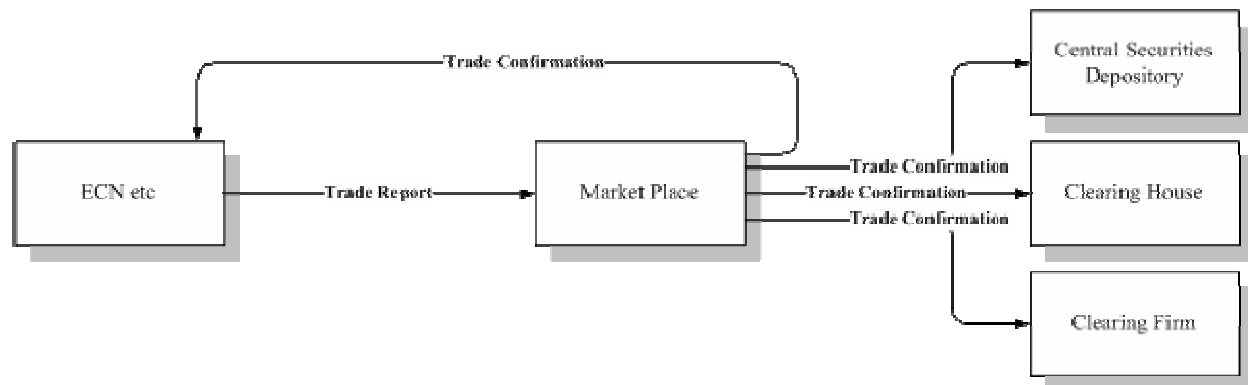 Trade Confirmation
Central Securities
Depository
ECN etc
Trade Report
Market Place
Trade Confirmation
Trade Confirmation
Trade Confirmation
Clearing House
Clearing Firm